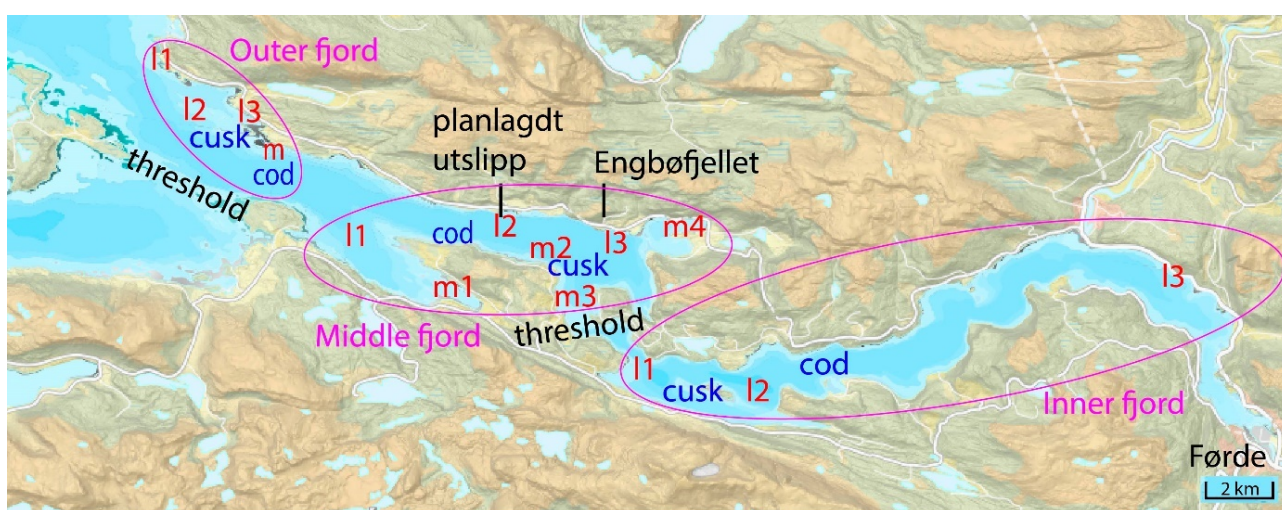 Outer fjord
l1
l2
l3
cusk
m
cod
threshold
planlagdt
utslipp
Engbøfjellet
l1
cod
l2
m2
l3
m4
cusk
m1
m3
Middle fjord
threshold
l1
cusk
l2
cod
l3
Inner fjord
Førde
2 km